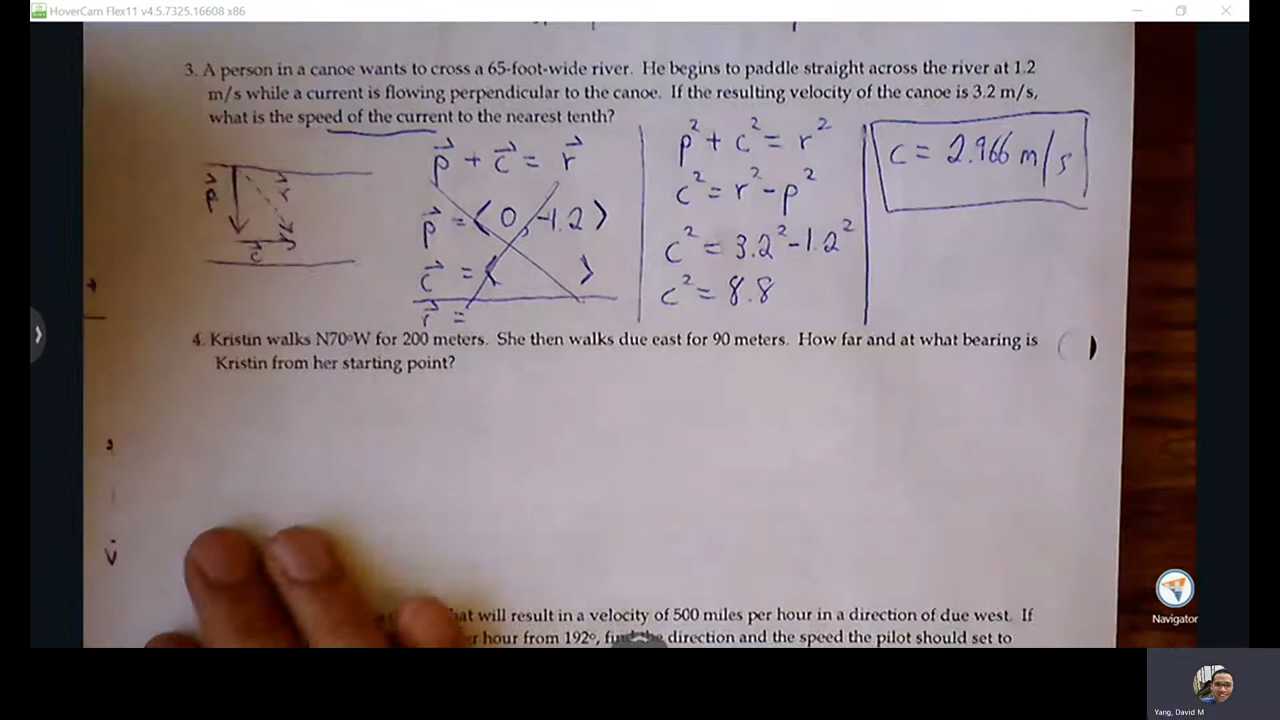 HoverCam Flex11 v4.5.7325.16608 x86
3. A person in a canoe wants to cross a 65-foot-wide river. He begins to paddle straight across the river at 1.2
m/s while a current is flowing perpendicular to the canoe. If the resulting velocity of the canoe is 3.2 m/s,
what is the speed of the current to the nearest tenth?
p⃗
r⃗
c⃗
p⃗ + c⃗ = r⃗
p⃗ = ⟨0, -1.2⟩
c⃗ = ⟨ ⟩
r⃗ =
p² + c² = r²
c² = r² - p²
c² = 3.2² - 1.2²
c² = 8.8
c = 2.966 m/s
4. Kristin walks N70°W for 200 meters. She then walks due east for 90 meters. How far and at what bearing is
Kristin from her starting point?
will result in a velocity of 500 miles per hour in a direction of due west. If
hour from 192°, find the direction and the speed the pilot should set to
Navigator
Yang, David M